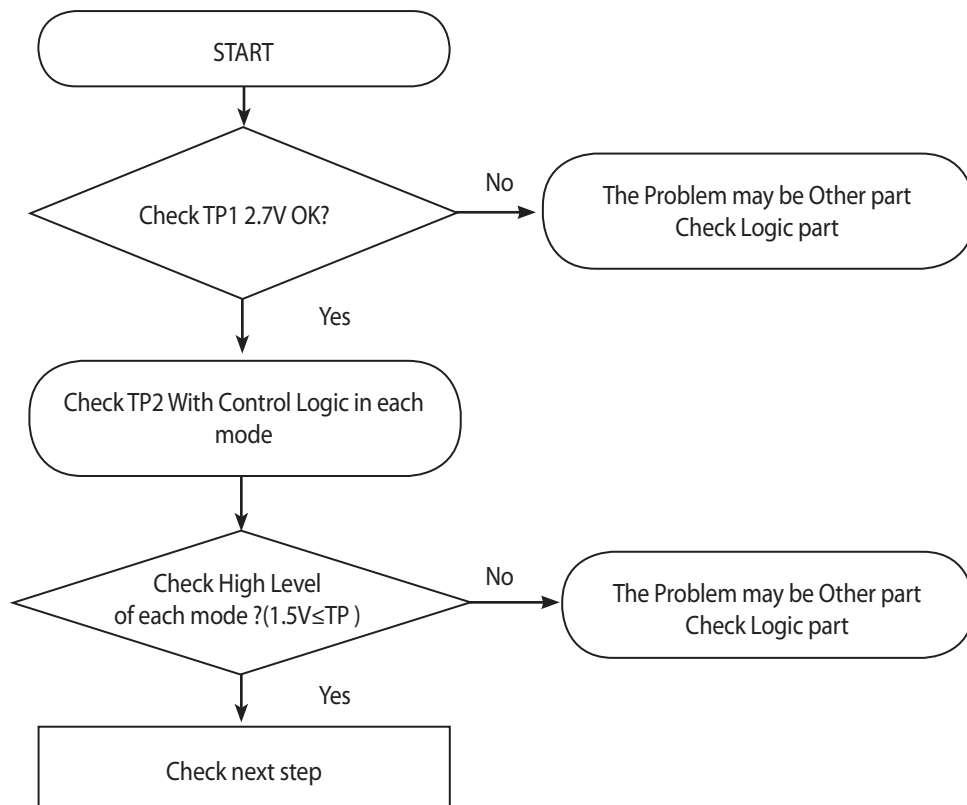 START
Check TP1 2.7V OK?
No
The Problem may be Other part
Check Logic part
Yes
Check TP2 With Control Logic in each
mode
Check High Level
of each mode ?(1.5V≤TP )
No
The Problem may be Other part
Check Logic part
Yes
Check next step